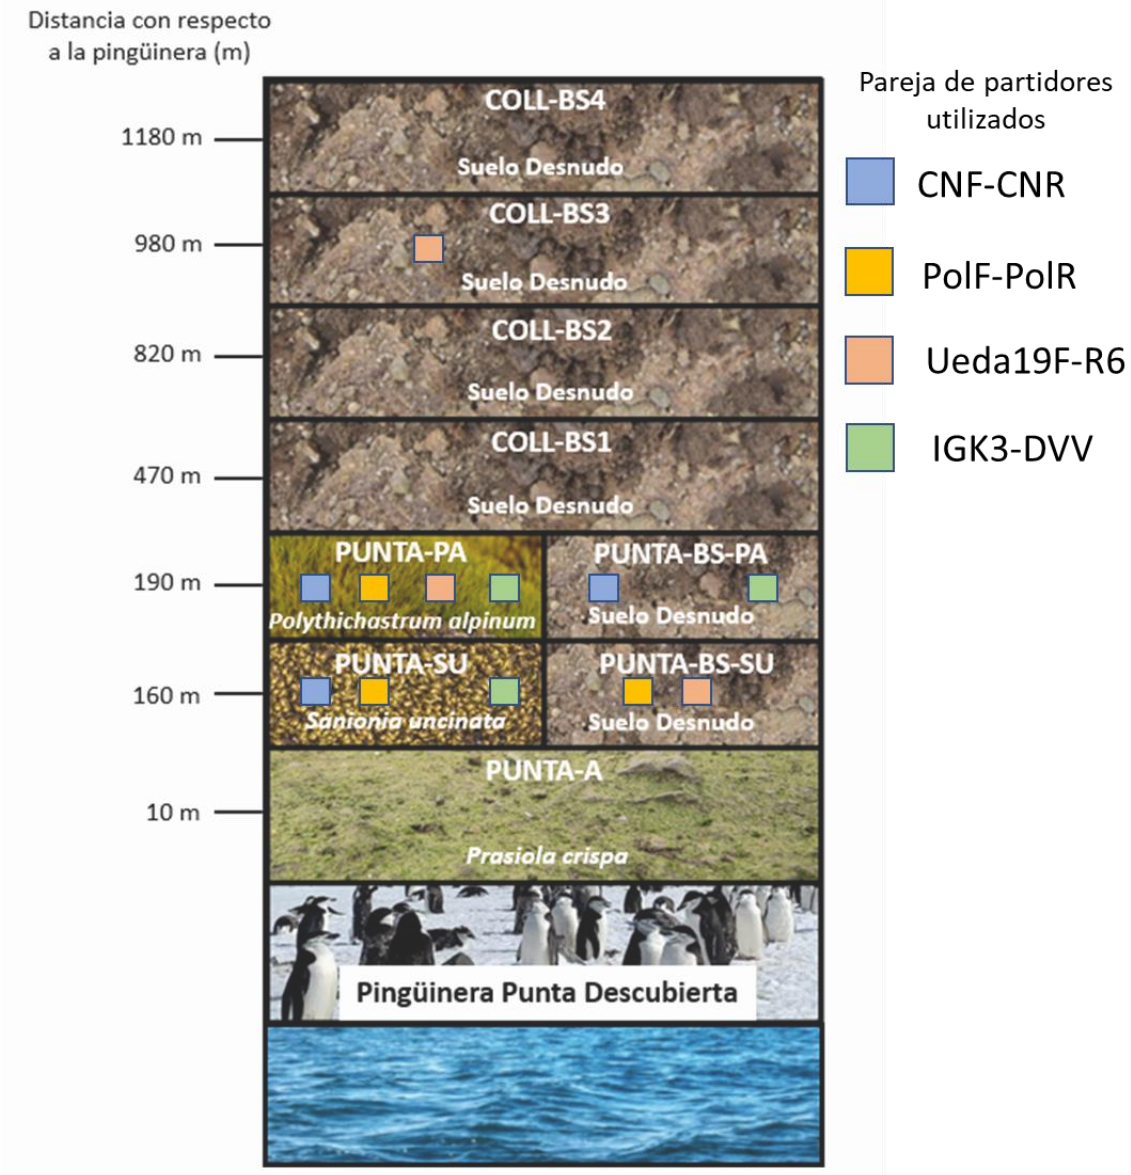 Distancia con respecto
a la pingüinera (m)
COLL-BS4
1180 m
Suelo Desnudo
COLL-BS3
980 m
Suelo Desnudo
COLL-BS2
820 m
Suelo Desnudo
COLL-BS1
470 m
Suelo Desnudo
PUNTA-PA
PUNTA-BS-PA
190 m
Polythichastrum alpinum
Suelo Desnudo
PUNTA-SU
PUNTA-BS-SU
160 m
Sanionia uncinata
Suelo Desnudo
PUNTA-A
10 m
Prasiola crispa
Pingüinera Punta Descubierta
Pareja de partidores
utilizados
CNF-CNR
PolF-PolR
Ueda19F-R6
IGK3-DVV